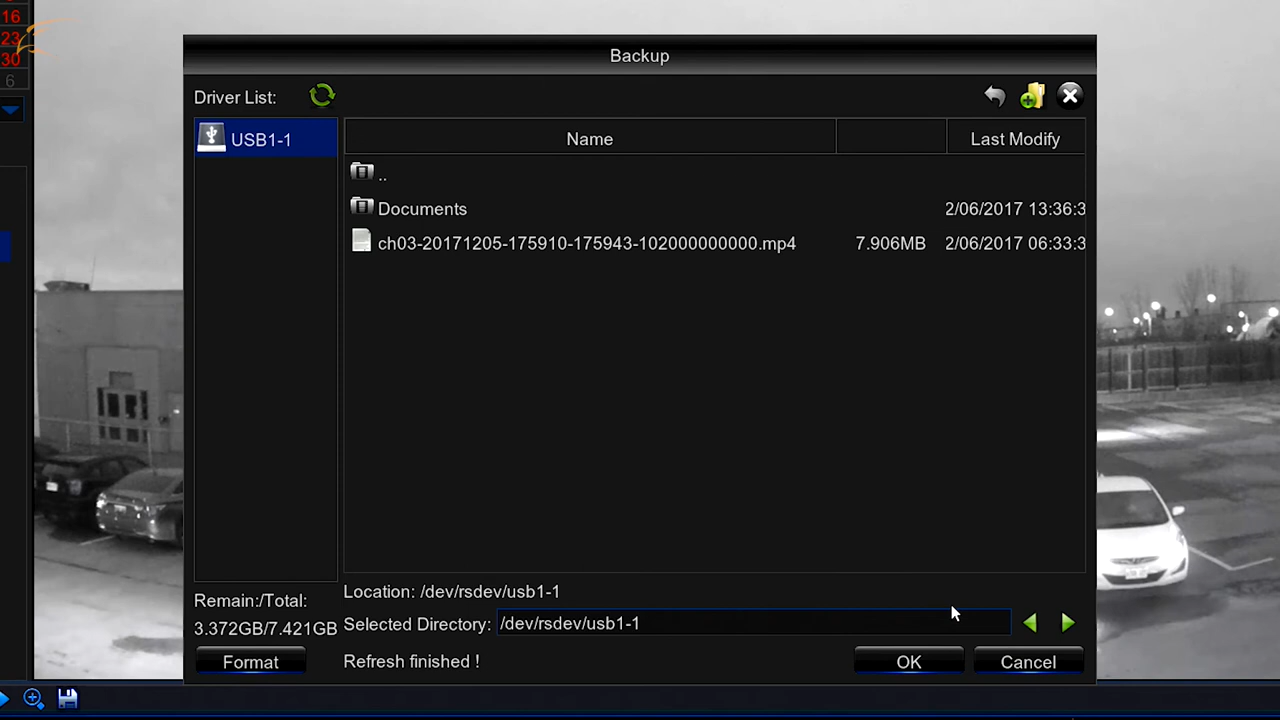 16
23
30
6
Backup
Driver List:
USB1-1
Name Last Modify
..
Documents 2/06/2017 13:36:3
ch03-20171205-175910-175943-102000000000.mp4 7.906MB 2/06/2017 06:33:3
Remain:/Total:
3.372GB/7.421GB
Location: /dev/rsdev/usb1-1
Selected Directory: /dev/rsdev/usb1-1
Format
Refresh finished !
OK
Cancel